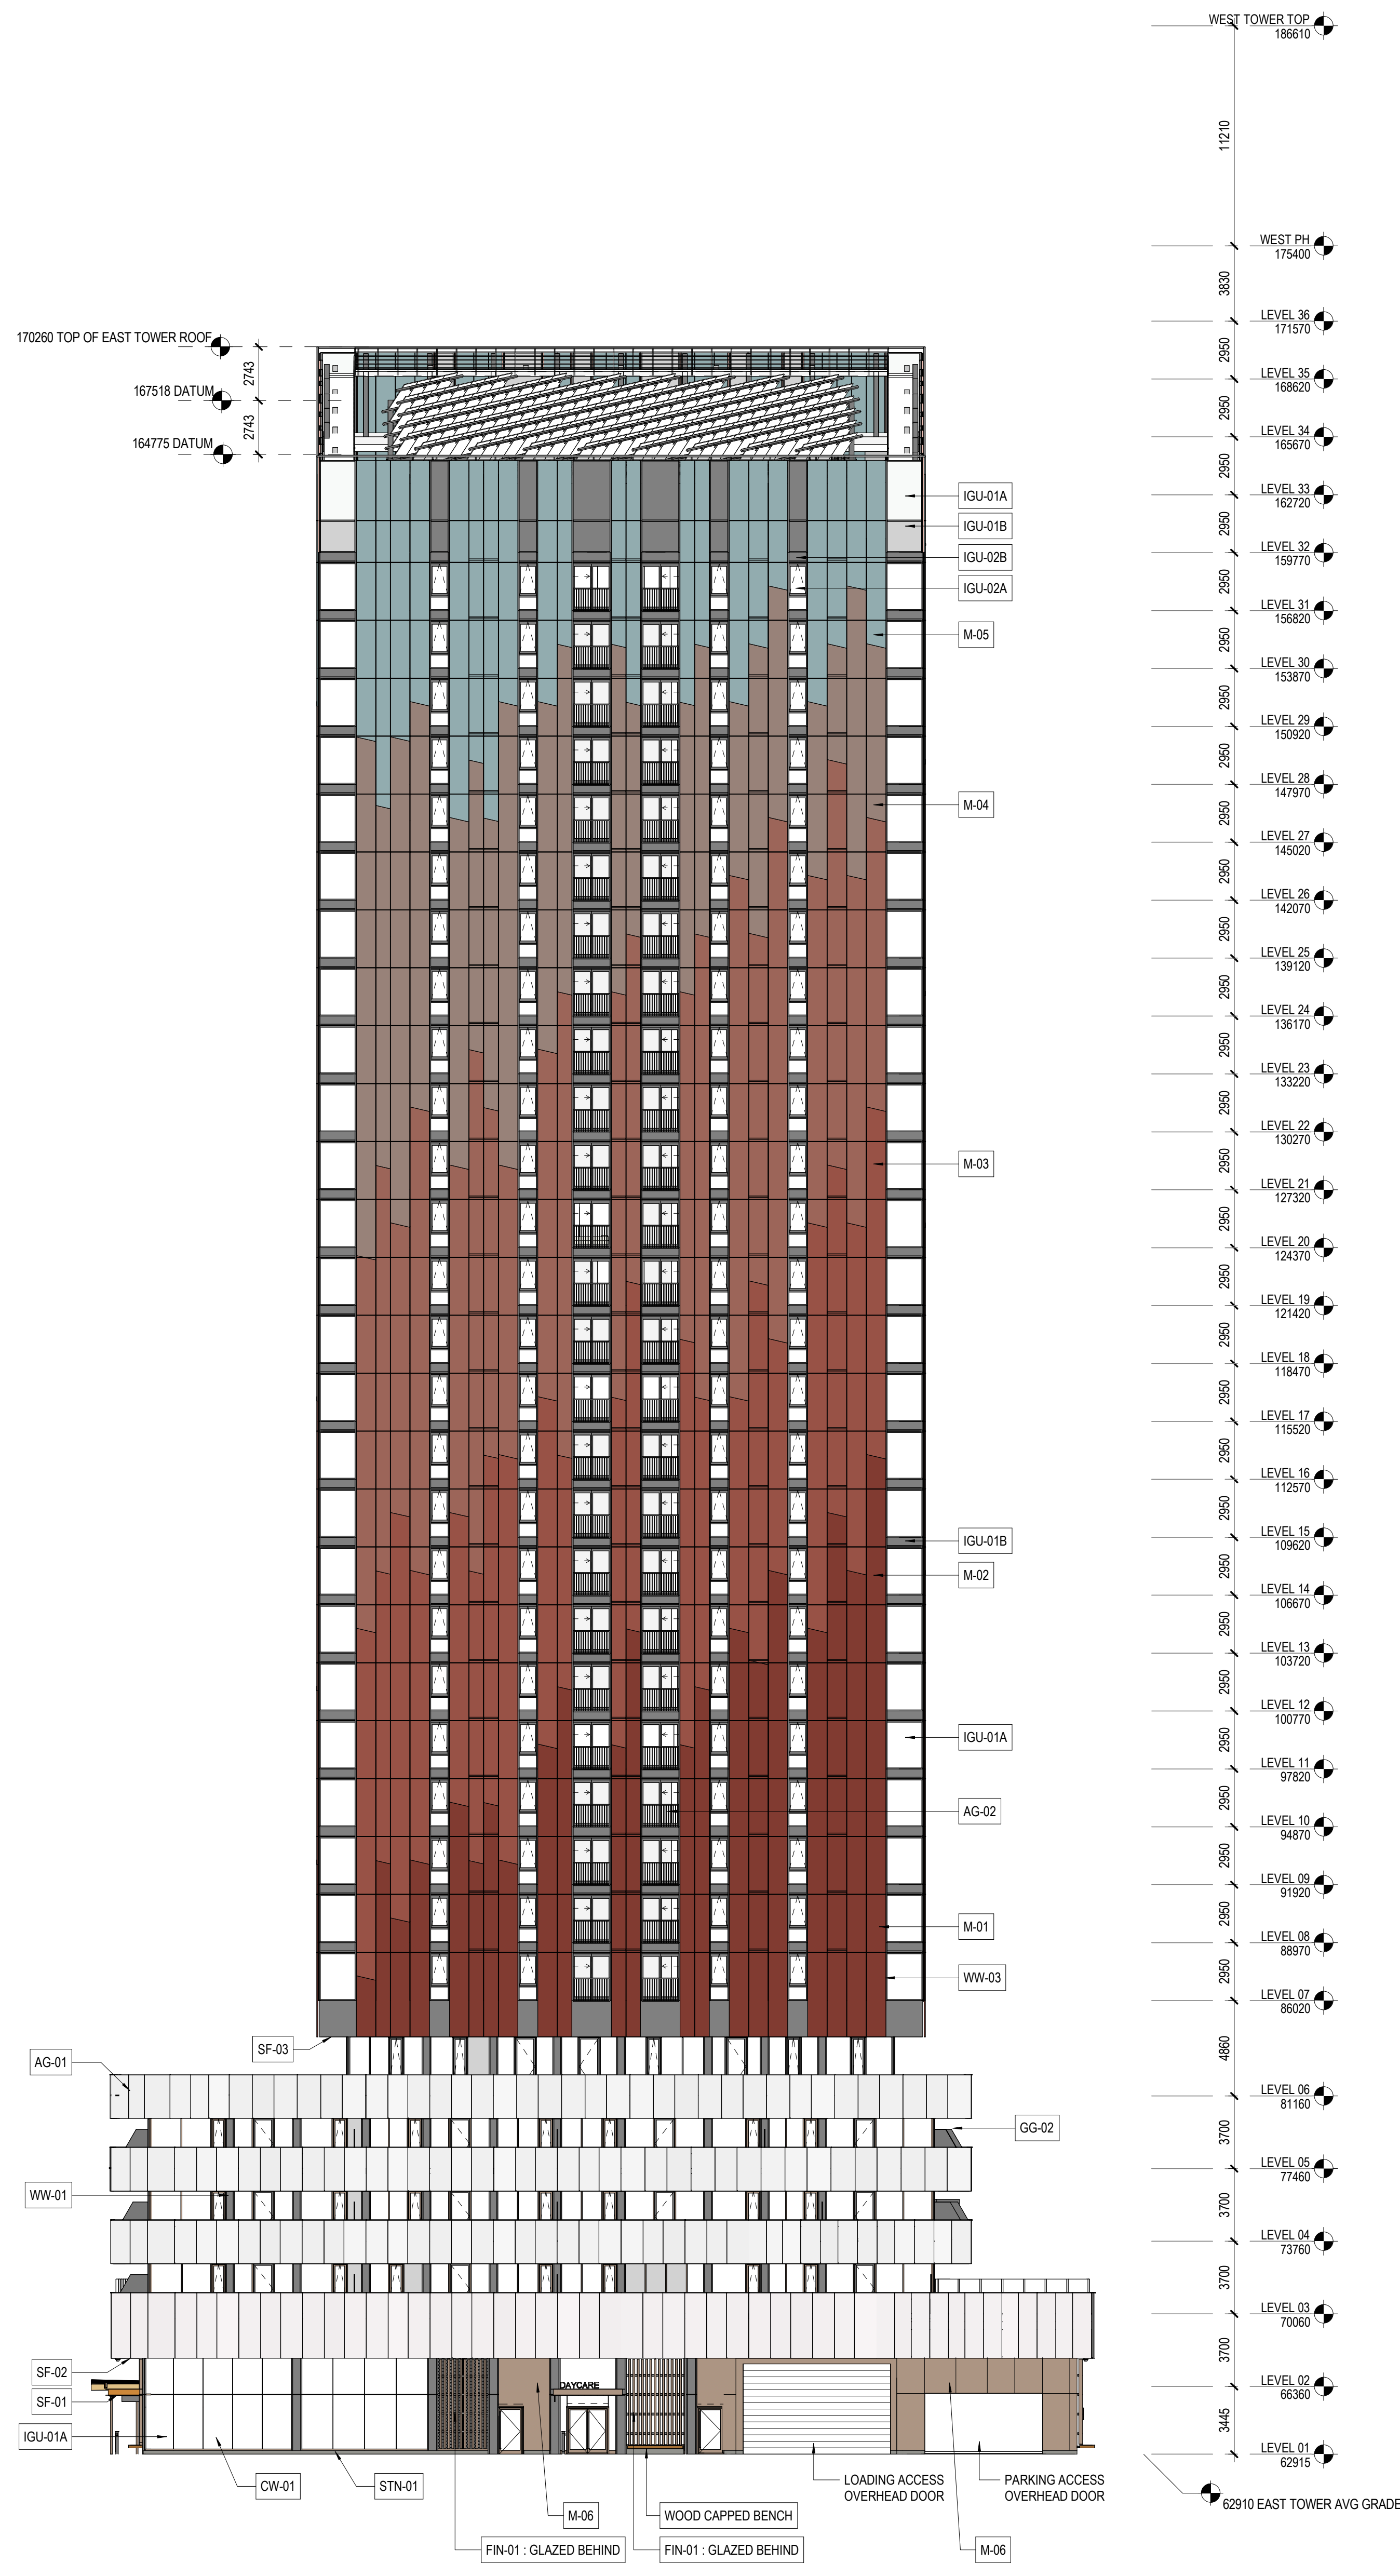 WEST TOWER TOP
186610
11210
WEST PH
175400
3830
LEVEL 36
171570
2950
170260 TOP OF EAST TOWER ROOF
2743
167518 DATUM
2743
164775 DATUM
LEVEL 35
168620
2950
LEVEL 34
165670
2950
LEVEL 33
162720
2950
LEVEL 32
159770
2950
LEVEL 31
156820
2950
LEVEL 30
153870
2950
LEVEL 29
150920
2950
LEVEL 28
147970
2950
LEVEL 27
145020
2950
LEVEL 26
142070
2950
LEVEL 25
139120
2950
LEVEL 24
136170
2950
LEVEL 23
133220
2950
LEVEL 22
130270
2950
LEVEL 21
127320
2950
LEVEL 20
124370
2950
LEVEL 19
121420
2950
LEVEL 18
118470
2950
LEVEL 17
115520
2950
LEVEL 16
112570
2950
LEVEL 15
109620
2950
LEVEL 14
106670
2950
LEVEL 13
103720
2950
LEVEL 12
100770
2950
LEVEL 11
97820
2950
LEVEL 10
94870
2950
LEVEL 09
91920
2950
LEVEL 08
88970
2950
LEVEL 07
86020
4860
LEVEL 06
81160
3700
LEVEL 05
77460
3700
LEVEL 04
73760
3700
LEVEL 03
70060
3700
LEVEL 02
66360
3445
LEVEL 01
62915
62910 EAST TOWER AVG GRADE
IGU-01A
IGU-01B
IGU-02B
IGU-02A
M-05
M-04
M-03
IGU-01B
M-02
IGU-01A
AG-02
M-01
WW-03
SF-03
AG-01
GG-02
WW-01
SF-02
SF-01
IGU-01A
DAYCARE
CW-01
STN-01
M-06
WOOD CAPPED BENCH
LOADING ACCESS
OVERHEAD DOOR
PARKING ACCESS
OVERHEAD DOOR
FIN-01 : GLAZED BEHIND
FIN-01 : GLAZED BEHIND
M-06